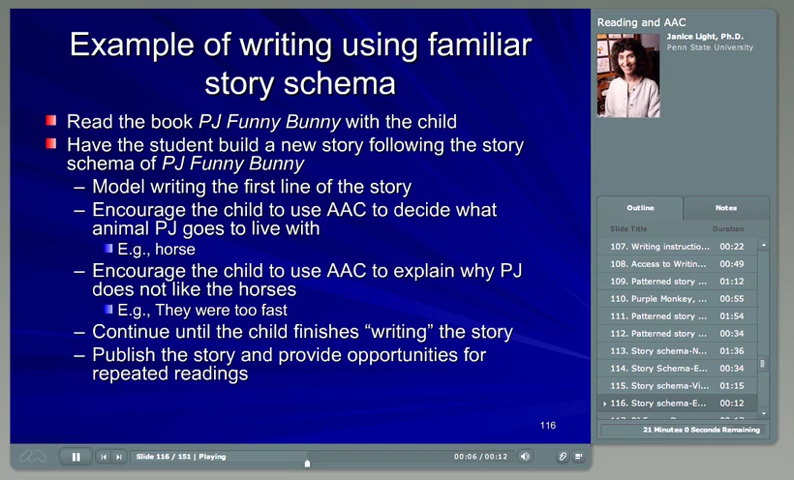 Example of writing using familiar
story schema
Read the book PJ Funny Bunny with the child
Have the student build a new story following the story
schema of PJ Funny Bunny
– Model writing the first line of the story
– Encourage the child to use AAC to decide what
animal PJ goes to live with
E.g., horse
– Encourage the child to use AAC to explain why PJ
does not like the horses
E.g., They were too fast
– Continue until the child finishes “writing” the story
– Publish the story and provide opportunities for
repeated readings
116
Slide 116 / 151 | Playing
00:06 / 00:12
Reading and AAC
Janice Light, Ph.D.
Penn State University
Outline Notes
Slide Title Duration
107. Writing instructio... 00:22
108. Access to Writin... 00:49
109. Patterned story ... 01:12
110. Purple Monkey, ... 00:55
111. Patterned story ... 01:54
112. Patterned story ... 00:34
113. Story schema-N... 01:36
114. Story Schema-E... 00:34
115. Story schema-Vi... 01:15
116. Story schema-E... 00:12
21 Minutes 0 Seconds Remaining